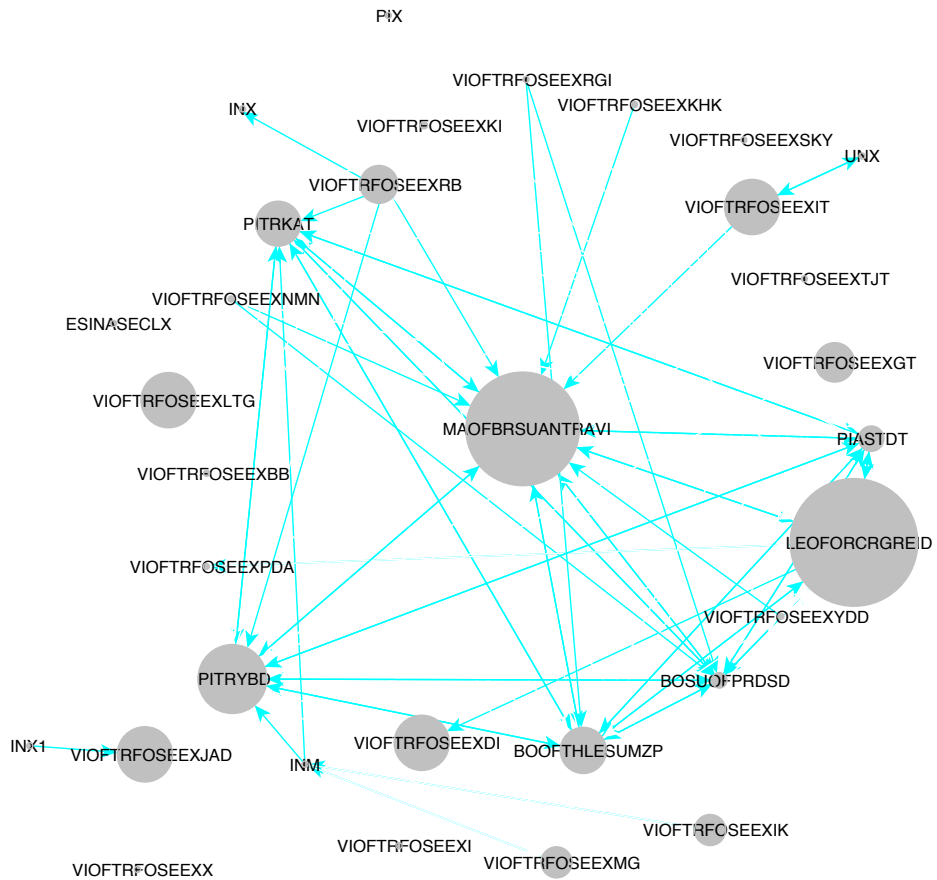 PIX
VIOFTRFOSEEXRGI
VIOFTRFOSEEXKHK
INX
VIOFTRFOSEEXKI
VIOFTRFOSEEXSKY
UNX
VIOFTRFOSEEXRB
VIOFTRFOSEEXIT
PITRKAT
VIOFTRFOSEEXTJT
VIOFTRFOSEEXNMN
ESINASECLX
VIOFTRFOSEEXGT
VIOFTRFOSEEXLTG
MAOFBRSUANTRAVI
PIASTDT
VIOFTRFOSEEXBB
LEOFORCRGREID
VIOFTRFOSEEXPDA
VIOFTRFOSEEXYDD
PITRYBD
BOSUOFPRDSD
VIOFTRFOSEEXDI
INX1
BOOFTHLESUMZP
VIOFTRFOSEEXJAD
INM
VIOFTRFOSEEXIK
VIOFTRFOSEEXI
VIOFTRFOSEEXMG
VIOFTRFOSEEXX